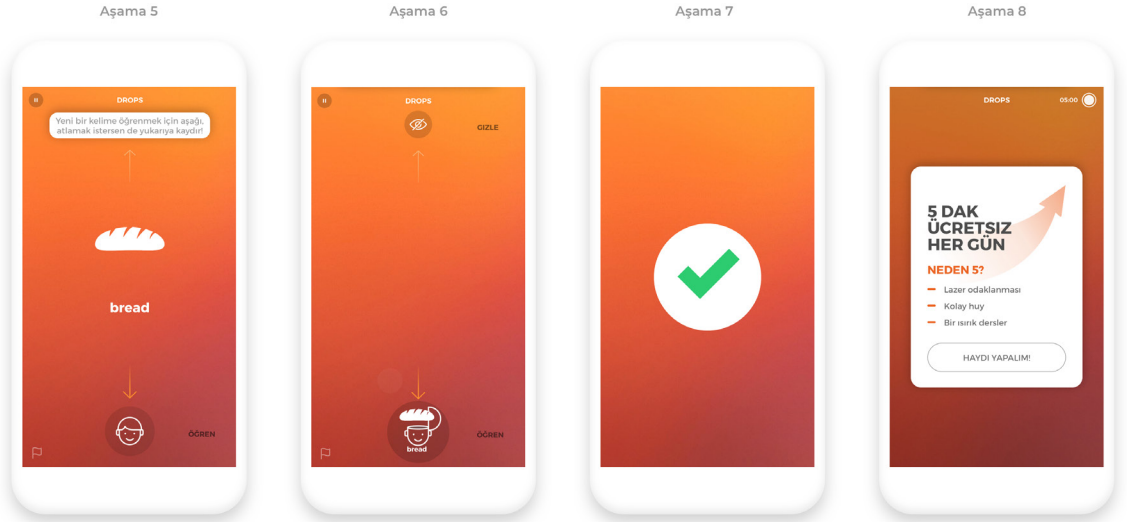 Aşama 5
Aşama 6
Aşama 7
Aşama 8
DROPS
Yeni bir kelime öğrenmek için aşağı,
atlamak istersen de yukarıya kaydır!
bread
ÖĞREN
DROPS
GIZLE
bread
ÖĞREN
DROPS
05:00
5 DAK
ÜCRETSIZ
HER GÜN
NEDEN 5?
Lazer odaklanması
Kolay huy
Bir ısırık dersler
HAYDI YAPALIM!